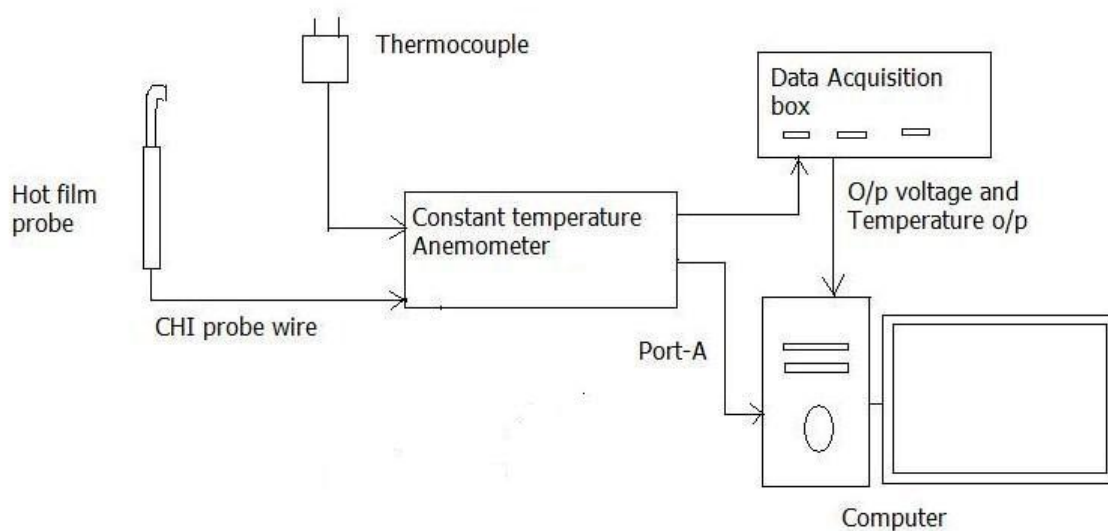 Thermocouple
Data Acquisition
box
Hot film
probe
Constant temperature
Anemometer
O/p voltage and
Temperature o/p
CHI probe wire
Port-A
Computer